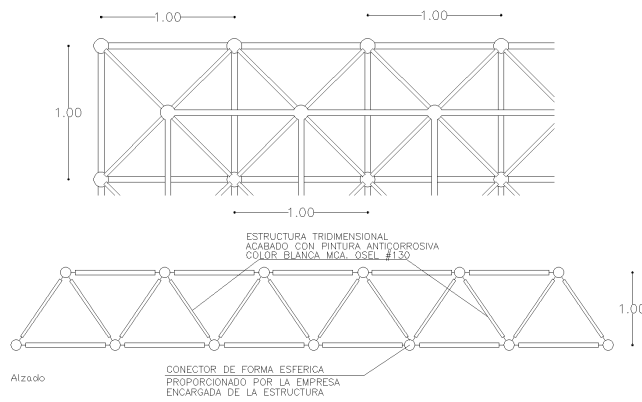 1.00
1.00
1.00
1.00
ESTRUCTURA TRIDIMENSIONAL
ACABADO CON PINTURA ANTICORROSIVA
COLOR BLANCA MCA. OSEL #130
1.00
CONECTOR DE FORMA ESFERICA
PROPORCIONADO POR LA EMPRESA
ENCARGADA DE LA ESTRUCTURA
Alzado